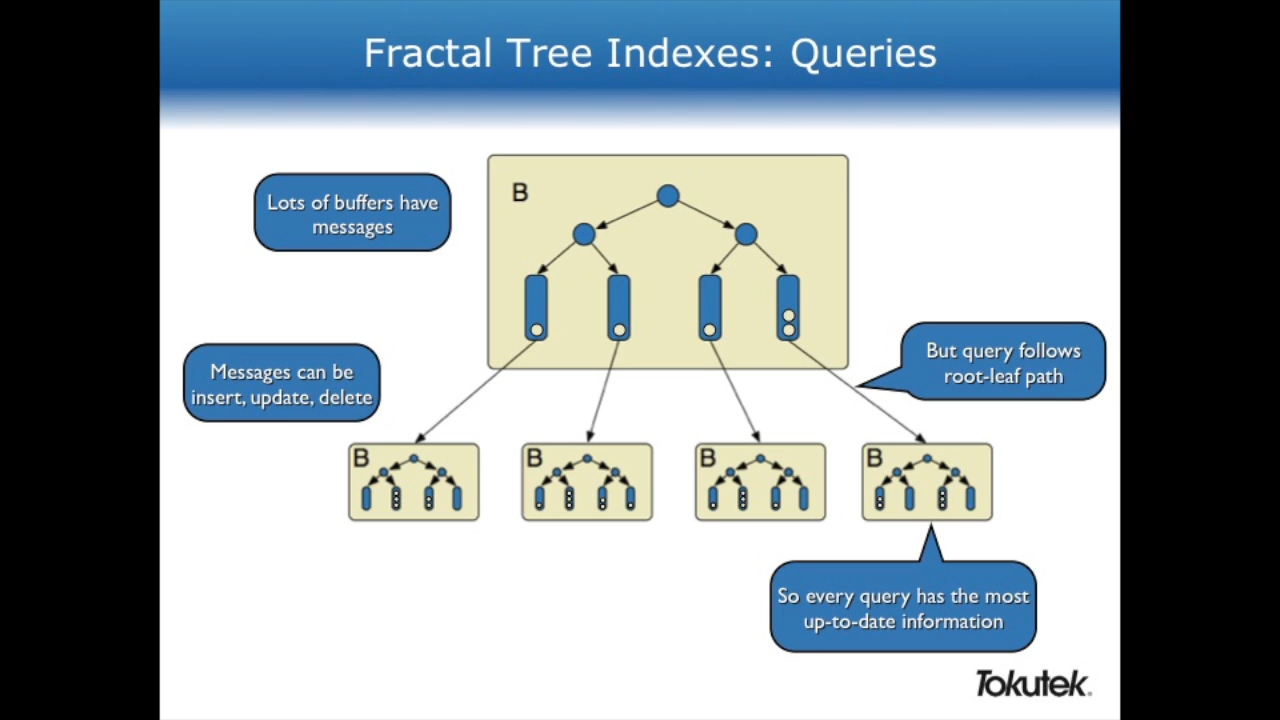 Fractal Tree Indexes: Queries
Lots of buffers have
messages
B
Messages can be
insert, update, delete
But query follows
root-leaf path
B
B
B
B
So every query has the most
up-to-date information
Tokutek.